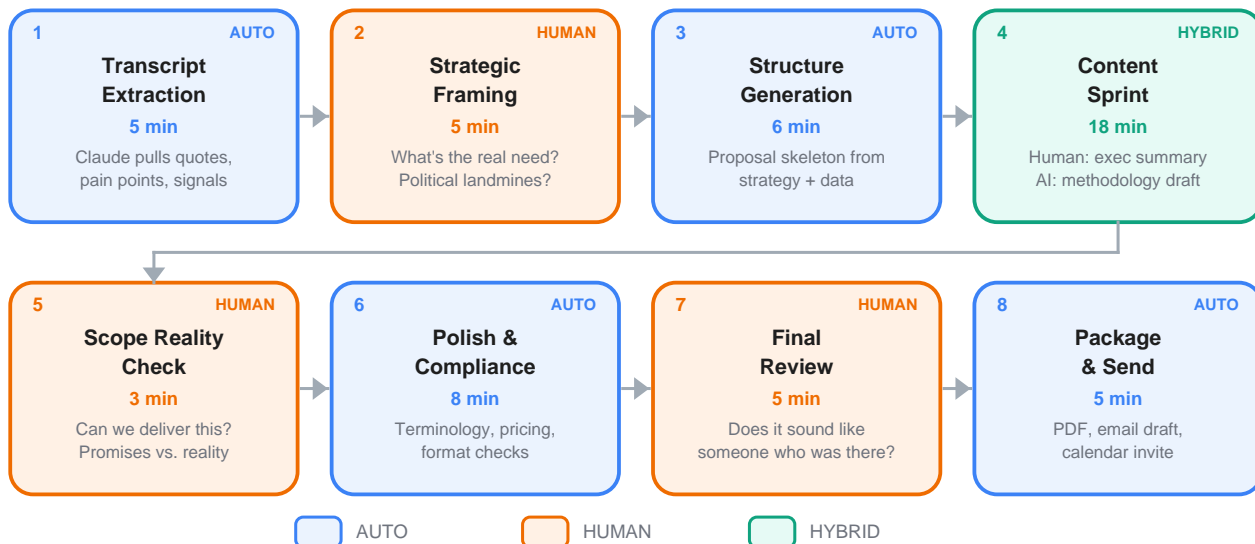 1 AUTO
Transcript
Extraction
5 min
Claude pulls quotes,
pain points, signals
2 HUMAN
Strategic
Framing
5 min
What's the real need?
Political landmines?
3 AUTO
Structure
Generation
6 min
Proposal skeleton from
strategy + data
4 HYBRID
Content
Sprint
18 min
Human: exec summary
AI: methodology draft
5 HUMAN
Scope Reality
Check
3 min
Can we deliver this?
Promises vs. reality
6 AUTO
Polish &
Compliance
8 min
Terminology, pricing,
format checks
7 HUMAN
Final
Review
5 min
Does it sound like
someone who was there?
8 AUTO
Package
& Send
5 min
PDF, email draft,
calendar invite
AUTO
HUMAN
HYBRID